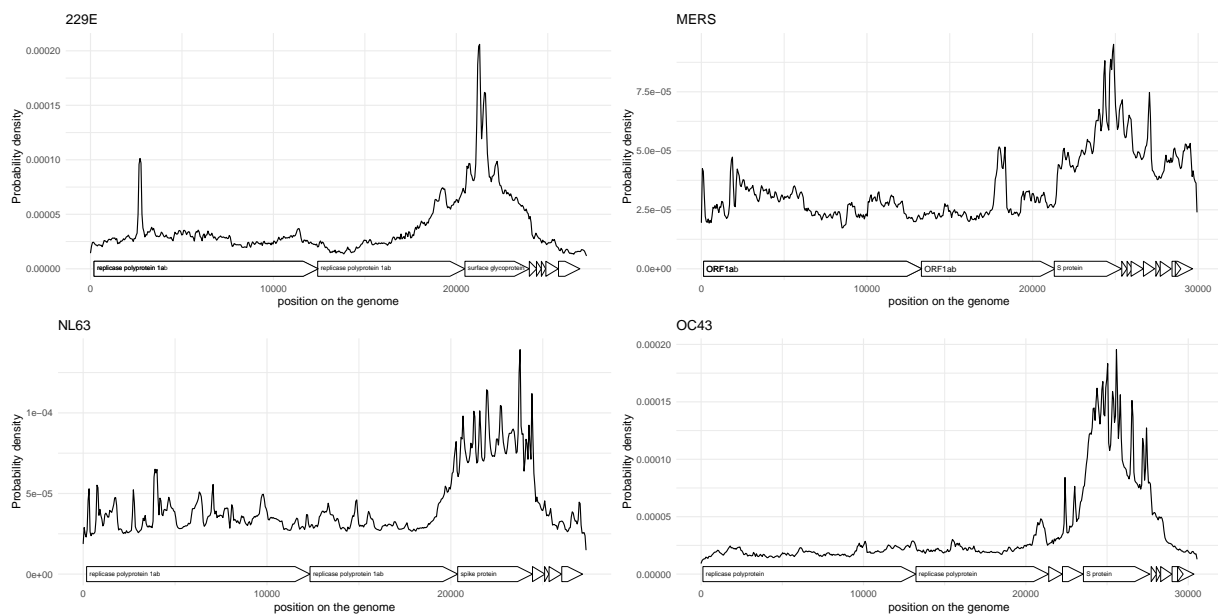 229E
0.00020
0.00015
0.00010
0.00005
0.00000
Probability density
replicase polyprotein 1ab
replicase polyprotein 1ab
surface glycoprotein
0
10000
20000
position on the genome
MERS
7.5e−05
5.0e−05
2.5e−05
0.0e+00
Probability density
ORF1ab
ORF1ab
S protein
0
10000
20000
30000
position on the genome
NL63
1e−04
5e−05
0e+00
Probability density
replicase polyprotein 1ab
replicase polyprotein 1ab
spike protein
0
10000
20000
position on the genome
OC43
0.00020
0.00015
0.00010
0.00005
0.00000
Probability density
replicase polyprotein
replicase polyprotein
S protein
0
10000
20000
30000
position on the genome